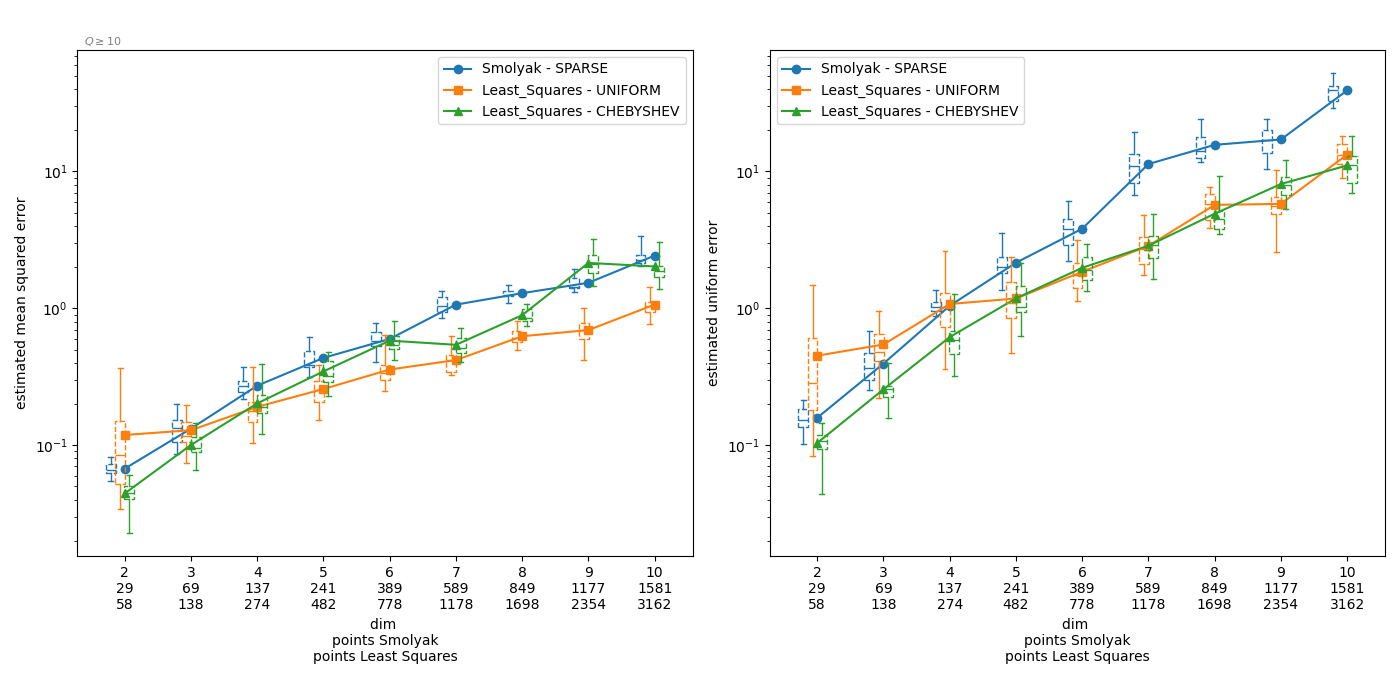 Q ≥ 10
Smolyak - SPARSE
Least_Squares - UNIFORM
Least_Squares - CHEBYSHEV
estimated mean squared error
10¹
10⁰
10⁻¹
2 3 4 5 6 7 8 9 10
29 69 137 241 389 589 849 1177 1581
58 138 274 482 778 1178 1698 2354 3162
dim
points Smolyak
points Least Squares
Smolyak - SPARSE
Least_Squares - UNIFORM
Least_Squares - CHEBYSHEV
estimated uniform error
10¹
10⁰
10⁻¹
2 3 4 5 6 7 8 9 10
29 69 137 241 389 589 849 1177 1581
58 138 274 482 778 1178 1698 2354 3162
dim
points Smolyak
points Least Squares